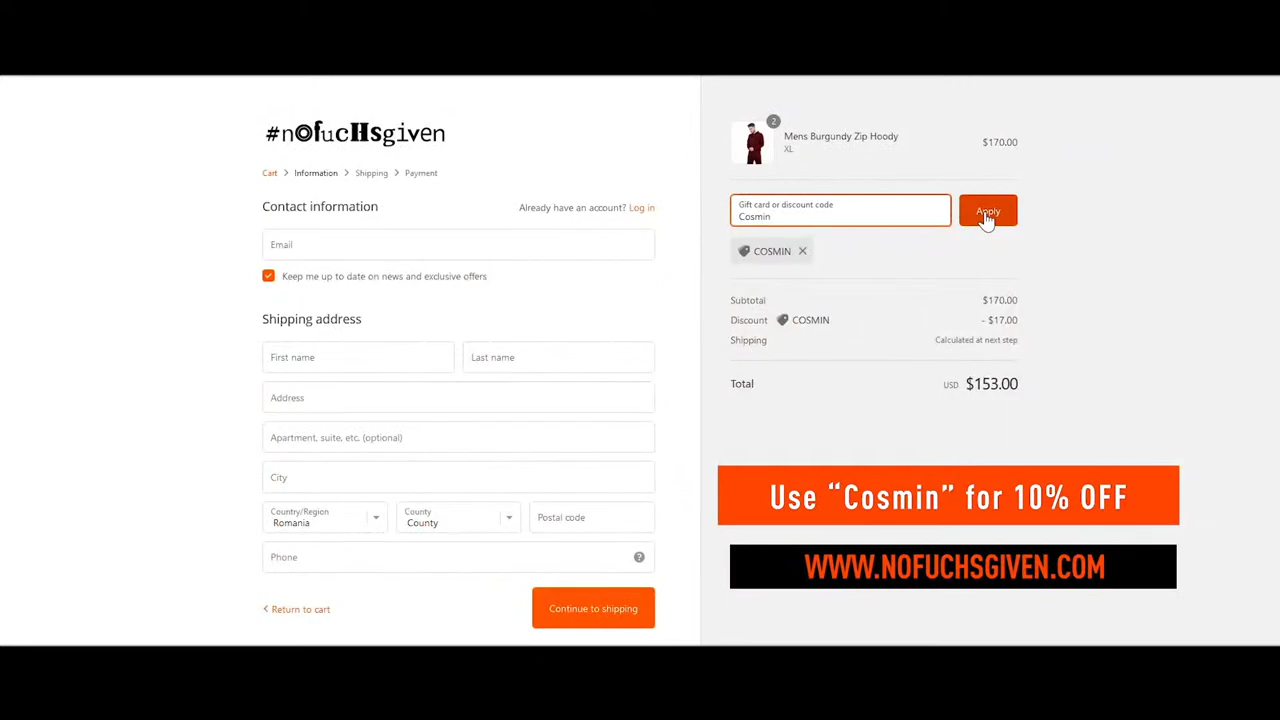 #nofucHsgiven
Cart > Information > Shipping > Payment
Contact information
Already have an account? Log in
Email
Keep me up to date on news and exclusive offers
Shipping address
First name
Last name
Address
Apartment, suite, etc. (optional)
City
Country/Region
Romania
County
County
Postal code
Phone
?
< Return to cart
Continue to shipping
2
Mens Burgundy Zip Hoody
XL
$170.00
Gift card or discount code
Cosmin
Apply
COSMIN
Subtotal $170.00
Discount COSMIN - $17.00
Shipping Calculated at next step
Total USD $153.00
Use “Cosmin” for 10% OFF
WWW.NOFUCHSGIVEN.COM